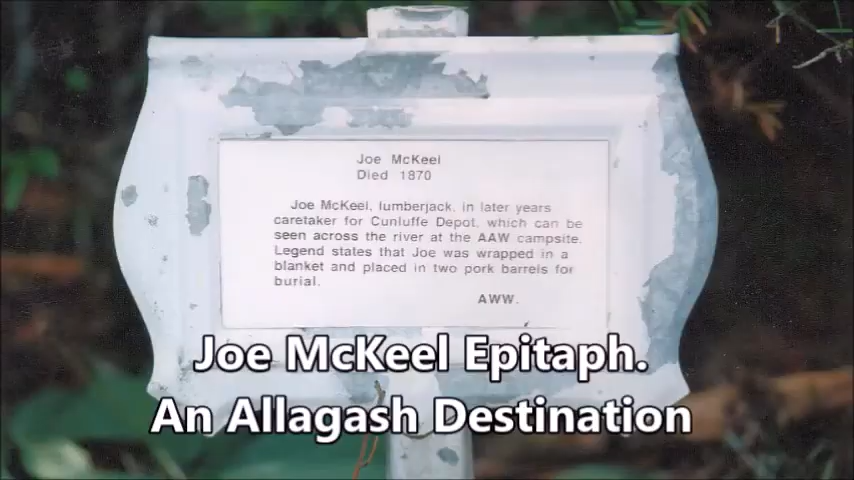 Joe McKeel
Died 1870
Joe McKeel, lumberjack, in later years
caretaker for Cunluffe Depot, which can be
seen across the river at the AAW campsite.
Legend states that Joe was wrapped in a
blanket and placed in two pork barrels for
burial.
AWW.
Joe McKeel Epitaph.
An Allagash Destination